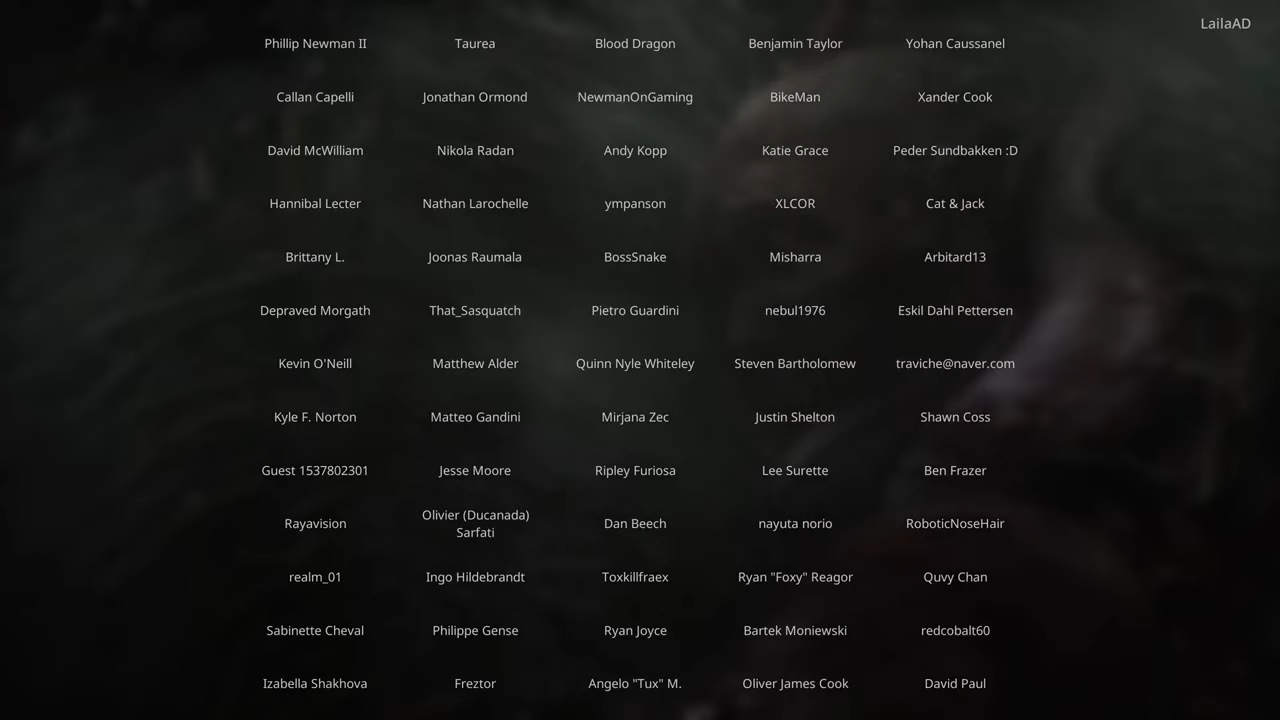 LailaAD
Phillip Newman II Taurea Blood Dragon Benjamin Taylor Yohan Caussanel
Callan Capelli Jonathan Ormond NewmanOnGaming BikeMan Xander Cook
David McWilliam Nikola Radan Andy Kopp Katie Grace Peder Sundbakken :D
Hannibal Lecter Nathan Larochelle ympanson XLCOR Cat & Jack
Brittany L. Joonas Raumala BossSnake Misharra Arbitard13
Depraved Morgath That_Sasquatch Pietro Guardini nebul1976 Eskil Dahl Pettersen
Kevin O'Neill Matthew Alder Quinn Nyle Whiteley Steven Bartholomew traviche@naver.com
Kyle F. Norton Matteo Gandini Mirjana Zec Justin Shelton Shawn Coss
Guest 1537802301 Jesse Moore Ripley Furiosa Lee Surette Ben Frazer
Rayavision Olivier (Ducanada) Sarfati Dan Beech nayuta norio RoboticNoseHair
realm_01 Ingo Hildebrandt Toxkillfraex Ryan "Foxy" Reagor Quvy Chan
Sabinette Cheval Philippe Gense Ryan Joyce Bartek Moniewski redcobalt60
Izabella Shakhova Freztor Angelo "Tux" M. Oliver James Cook David Paul